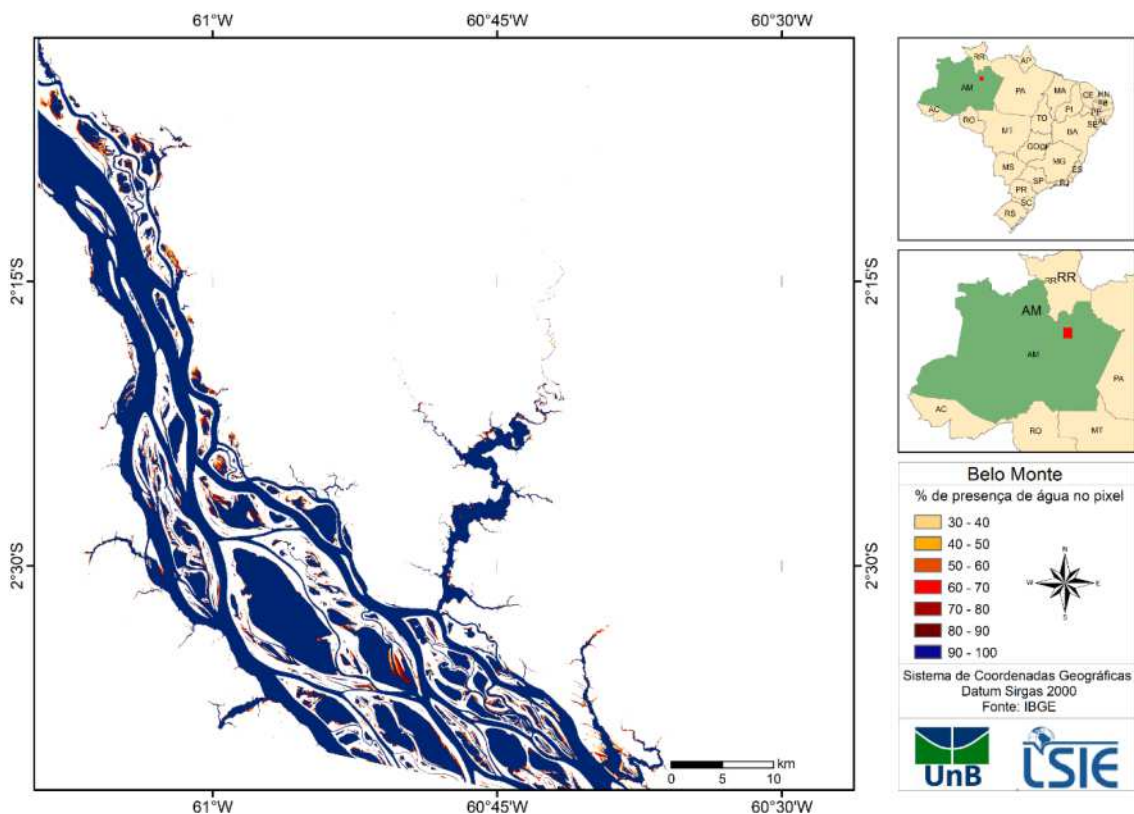 61°W 60°45'W 60°30'W
2°15'S 2°15'S
2°30'S 2°30'S
61°W 60°45'W 60°30'W
km
0 5 10
RR
AP
AM
PA
MA
CE
AC
RO
TO
PI
SE
AL
MT
BA
GO
MG
MS
ES
SP
PR
SC
RS
RR RR
AM
AM
PA
AC
RO
MT
Belo Monte
% de presença de água no pixel
30 - 40
40 - 50
50 - 60
60 - 70
70 - 80
80 - 90
90 - 100
N
W E
S
Sistema de Coordenadas Geográficas
Datum Sirgas 2000
Fonte: IBGE
UnB
LSIE